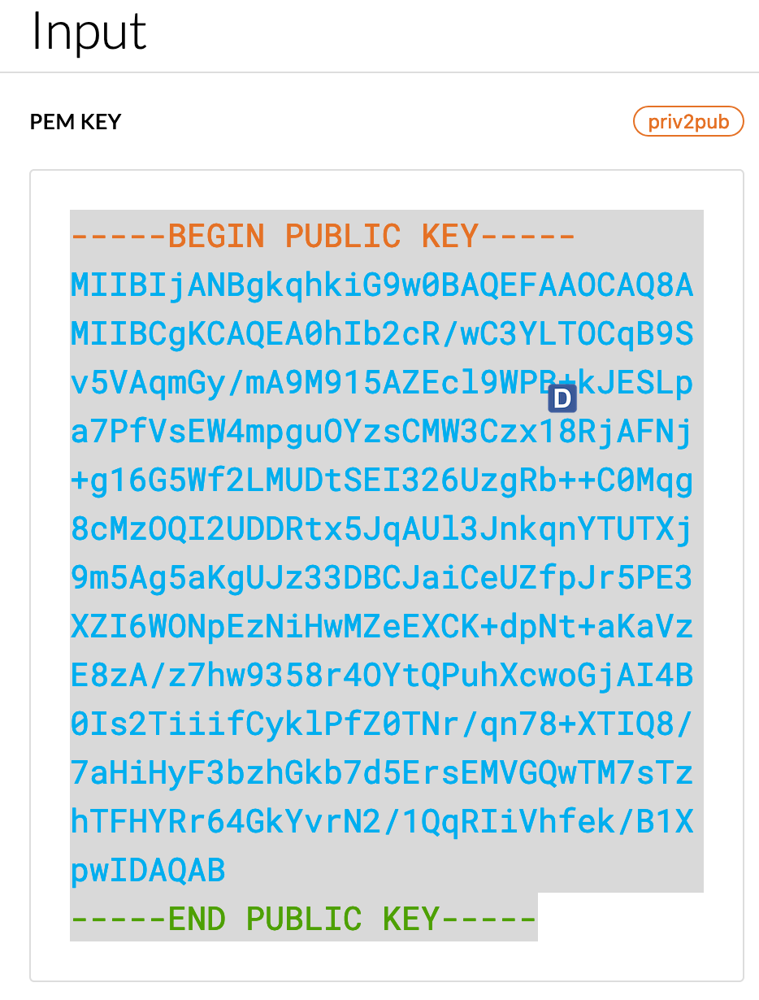 Input
PEM KEY
priv2pub
-----BEGIN PUBLIC KEY-----
MIIBIjANBgkqhkiG9w0BAQEFAAOCAQ8A
MIIBCgKCAQEA0hIb2cR/wC3YLTOCqB9S
v5VAqmGy/mA9M915AZEcl9WPB+kJESLp
D
a7PfVsEW4mpguOYzsCMW3Czx18RjAFNj
+g16G5Wf2LMUDtSEI326UzgRb++C0Mqg
8cMzOQI2UDDRtx5JqAUl3JnkqnYTUTXj
9m5Ag5aKgUJz33DBCJaiCeUZfpJr5PE3
XZI6WONpEzNiHwMZeEXCK+dpNt+aKaVz
E8zA/z7hw9358r4OYtQPuhXcwoGjAI4B
0Is2TiiifCyklPfZ0TNr/qn78+XTIQ8/
7aHiHyF3bzhGkb7d5ErsEMVGQwTM7sTz
hTFHYRr64GkYvrN2/1QqRIiVhfek/B1X
pwIDAQAB
-----END PUBLIC KEY-----